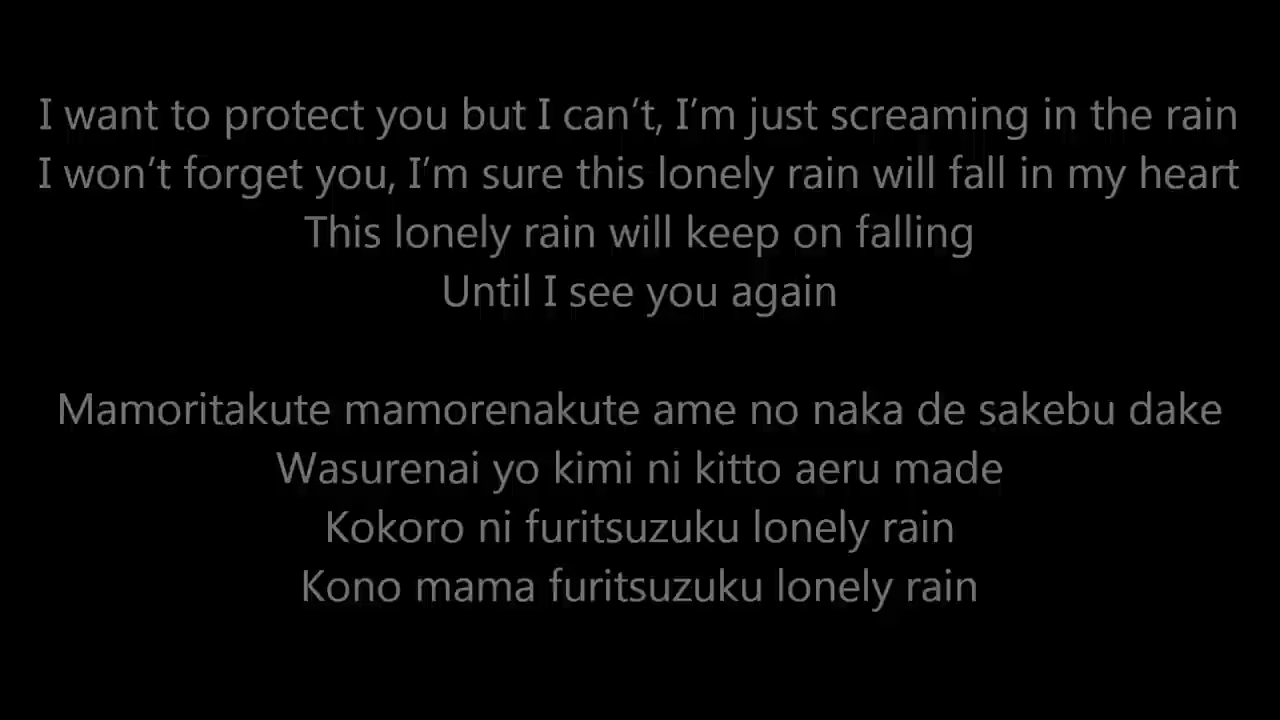 I want to protect you but I can’t, I’m just screaming in the rain
I won’t forget you, I’m sure this lonely rain will fall in my heart
This lonely rain will keep on falling
Until I see you again
Mamoritakute mamorenakute ame no naka de sakebu dake
Wasurenai yo kimi ni kitto aeru made
Kokoro ni furitsuzuku lonely rain
Kono mama furitsuzuku lonely rain